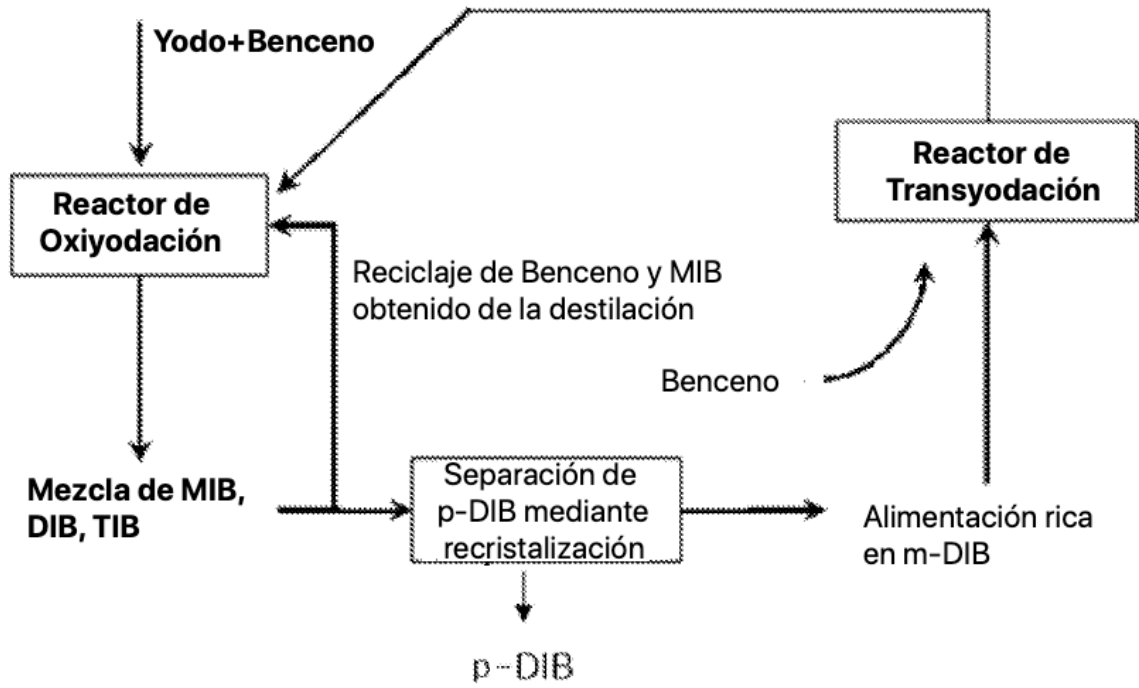 Yodo+Benceno
Reactor de
Transyodación
Reactor de
Oxiyodación
Reciclaje de Benceno y MIB
obtenido de la destilación
Benceno
Mezcla de MIB,
DIB, TIB
Separación de
p-DIB mediante
recristalización
Alimentación rica
en m-DIB
p-DIB